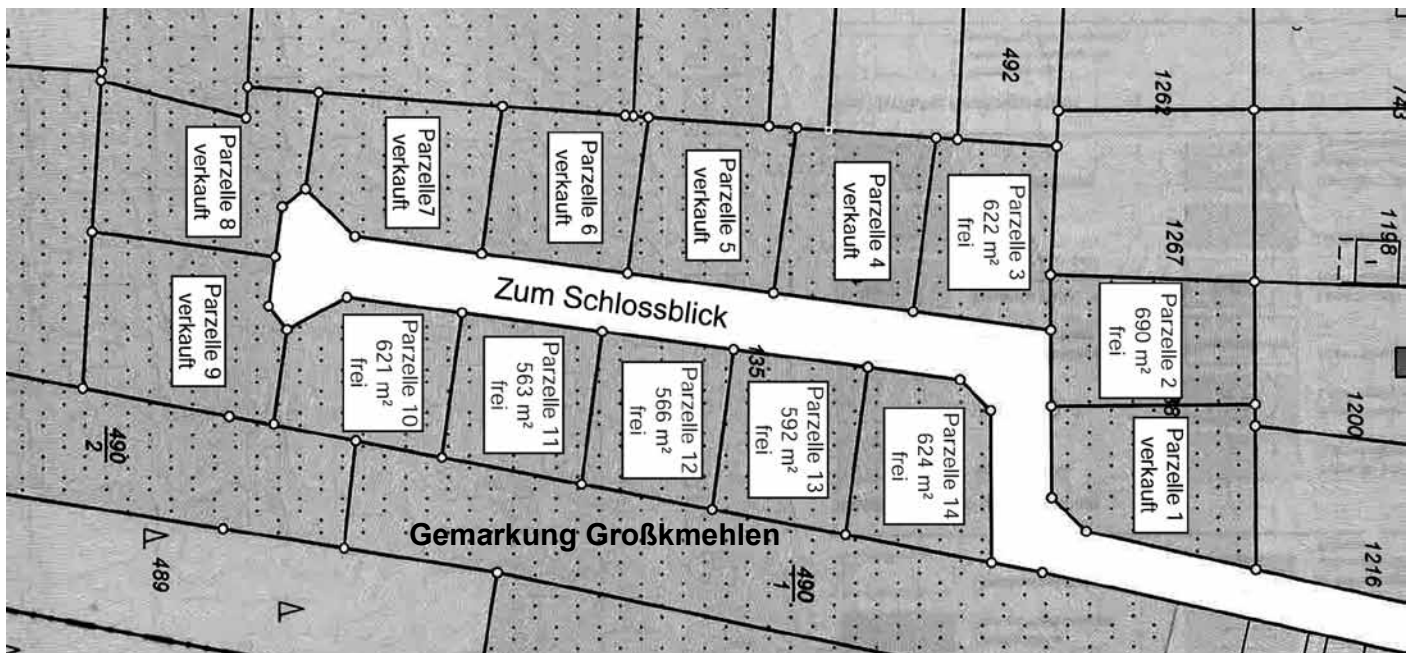 492
1262
743
Parzelle 8
verkauft
Parzelle7
verkauft
Parzelle 6
verkauft
Parzelle 5
verkauft
Parzelle 4
verkauft
Parzelle 3
622 m²
frei
1267
1198
I
Parzelle 9
verkauft
Zum Schlossblick
Parzelle 2
690 m²
frei
Parzelle 10
621 m²
frei
Parzelle 11
563 m²
frei
Parzelle 12
566 m²
frei
135
Parzelle 13
592 m²
frei
Parzelle 14
624 m²
frei
Parzelle 1
verkauft
1200
490
2
Gemarkung Großkmehlen
489
490
1
1216